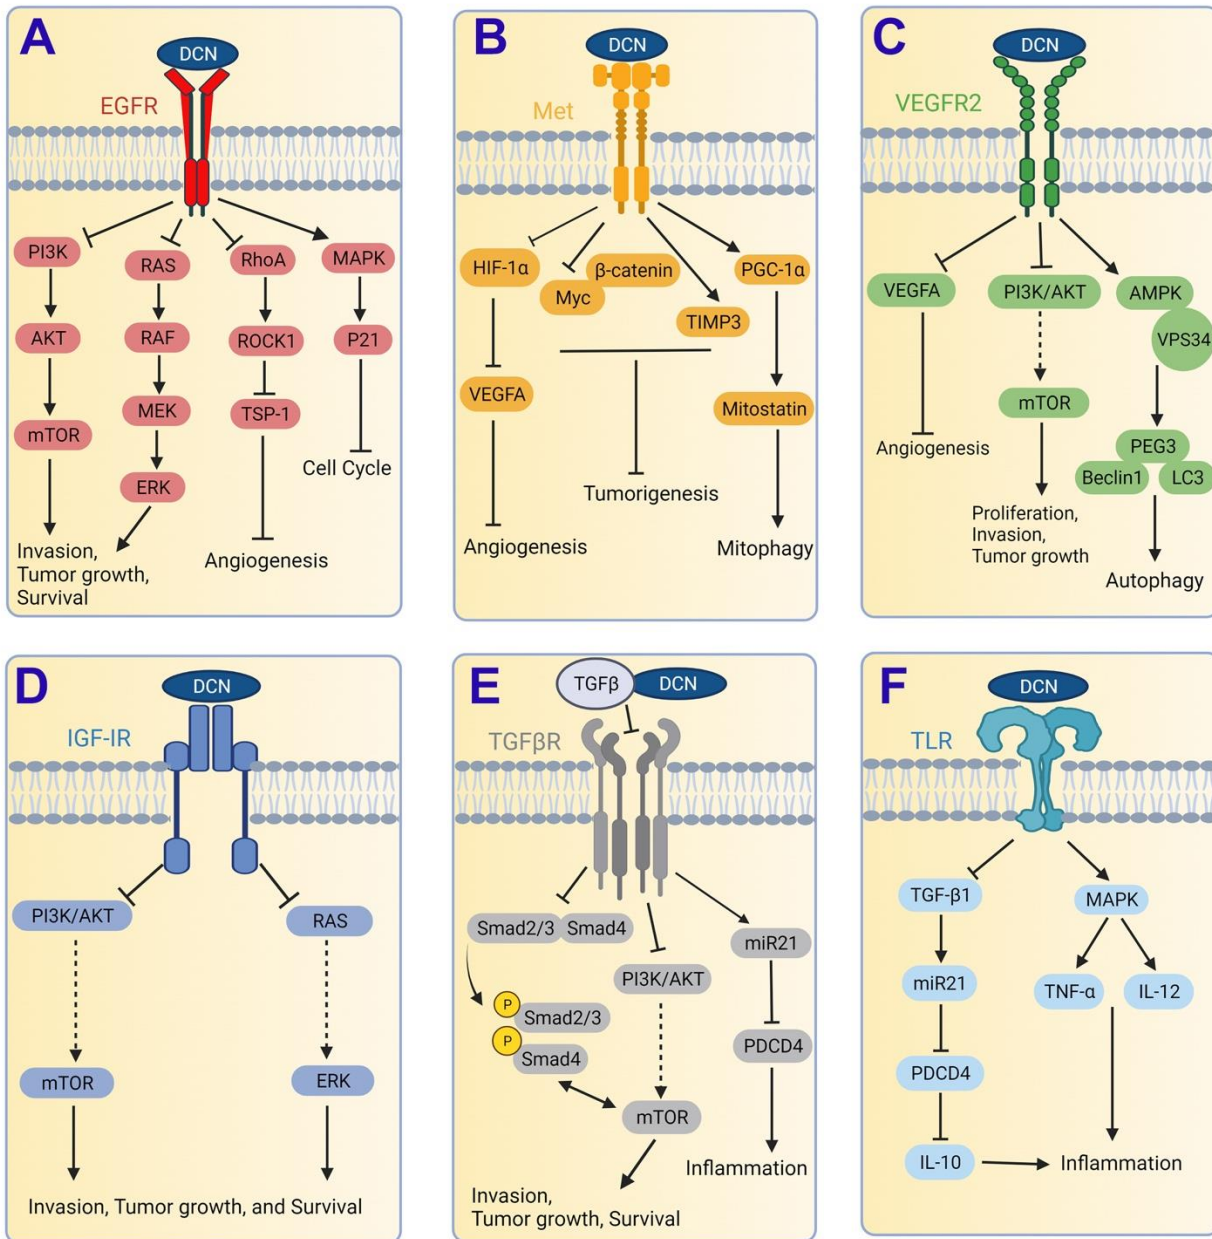 A
DCN
EGFR
PI3K
RAS
RhoA
MAPK
AKT
RAF
ROCK1
P21
mTOR
MEK
TSP-1
ERK
Cell Cycle
Invasion,
Tumor growth,
Survival
Angiogenesis
B
DCN
Met
HIF-1α
Myc
β-catenin
PGC-1α
TIMP3
VEGFA
Mitostatin
Tumorigenesis
Angiogenesis
Mitophagy
C
DCN
VEGFR2
VEGFA
PI3K/AKT
AMPK
VPS34
mTOR
PEG3
Beclin1
LC3
Angiogenesis
Proliferation,
Invasion,
Tumor growth
Autophagy
D
DCN
IGF-IR
PI3K/AKT
RAS
mTOR
ERK
Invasion, Tumor growth, and Survival
E
TGFβ
DCN
TGFβR
Smad2/3
Smad4
miR21
PI3K/AKT
P
Smad2/3
P
Smad4
PDCD4
mTOR
Inflammation
Invasion,
Tumor growth, Survival
F
DCN
TLR
TGF-β1
MAPK
miR21
TNF-α
IL-12
PDCD4
IL-10
Inflammation